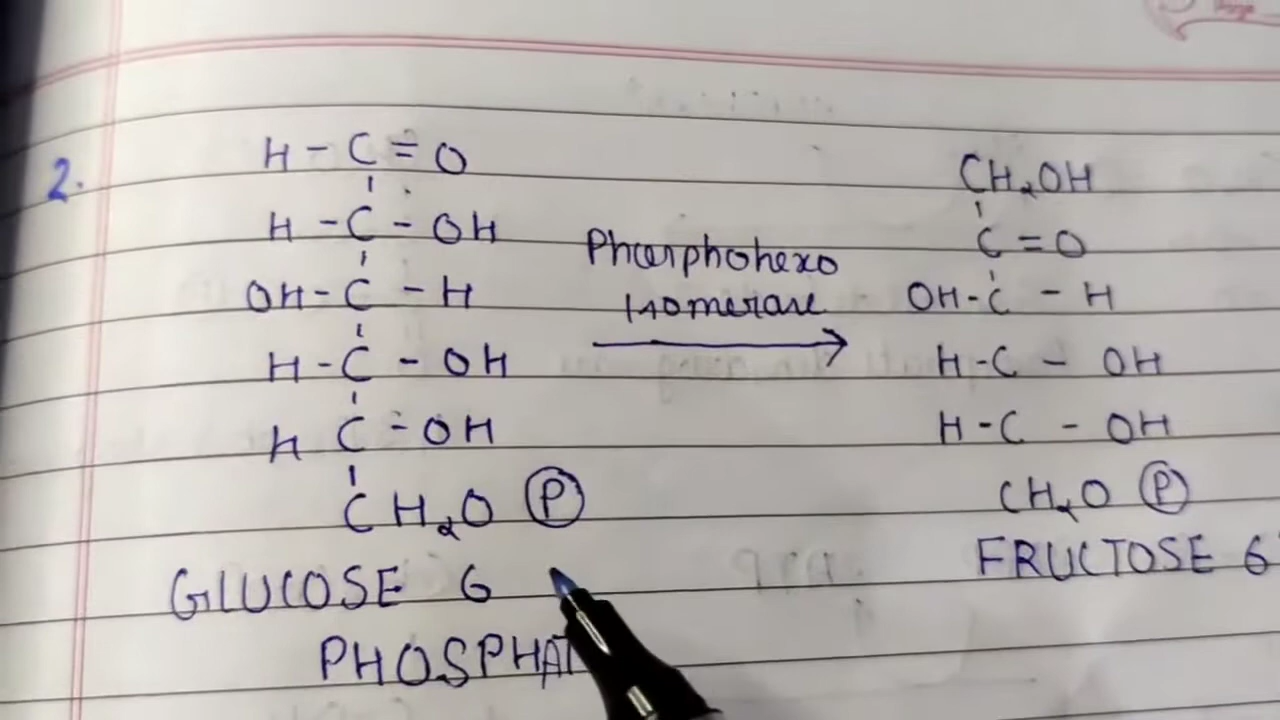 2.
H - C = O
H - C - OH
OH - C - H
H - C - OH
H C - OH
CH₂O Ⓟ
GLUCOSE 6
PHOSPHAT
Phosphohexo
Isomerase
CH₂OH
C = O
OH - C - H
H - C - OH
H - C - OH
CH₂O Ⓟ
FRUCTOSE 6